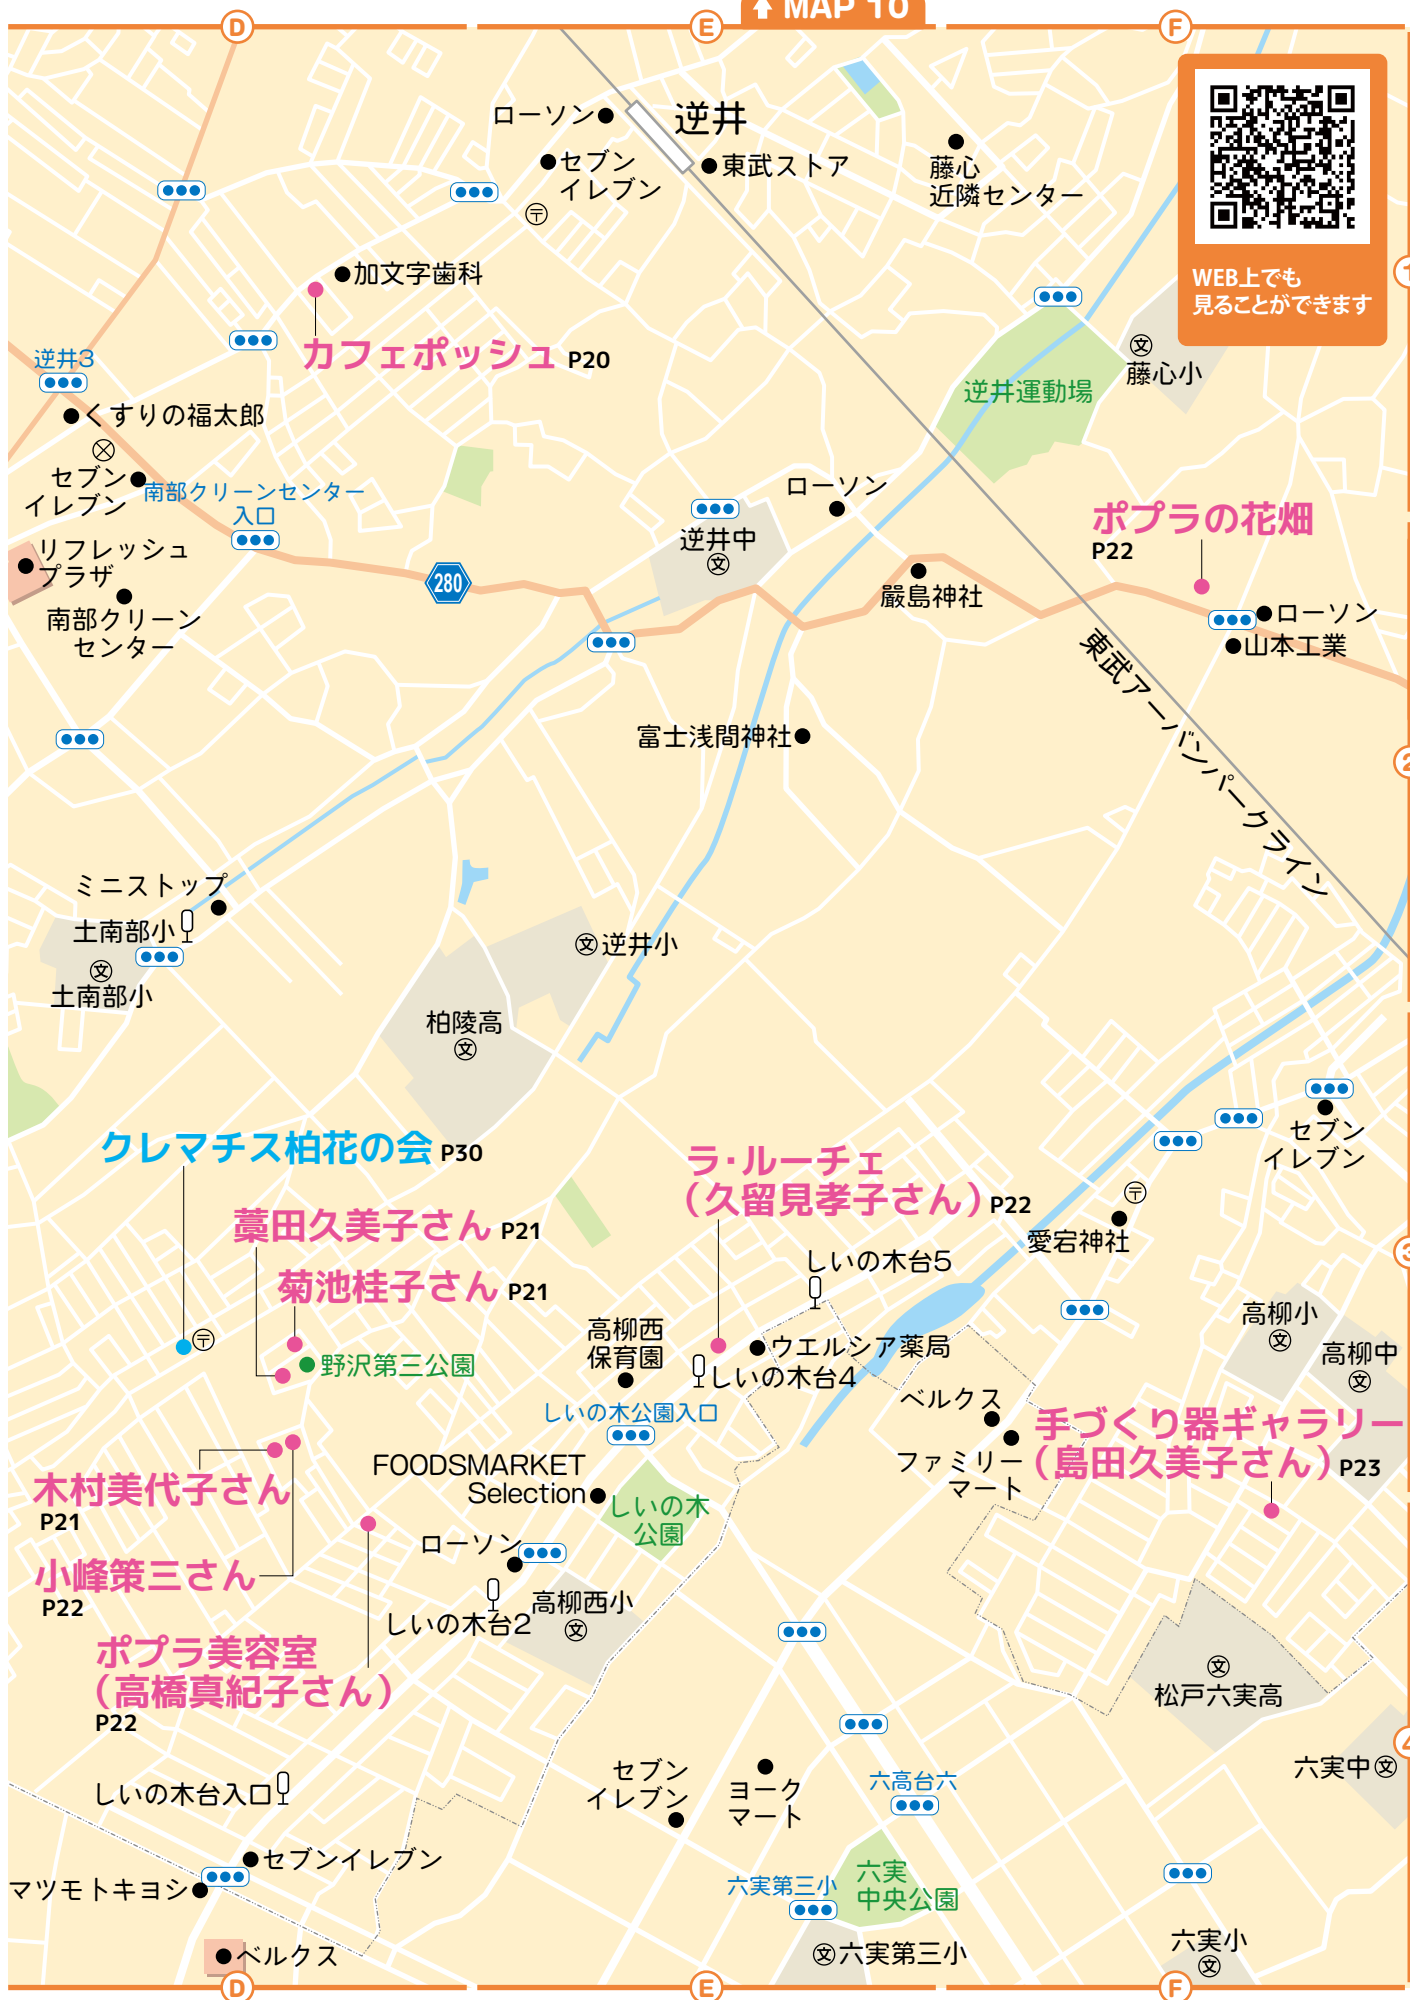 MAP 10
D
E
F
ローソン
逆井
セブン
イレブン
東武ストア
藤心
近隣センター
WEB上でも
見ることができます
1
加文字歯科
カフェポッシュ P20
逆井3
藤心小
逆井運動場
くすりの福太郎
セブン
イレブン
南部クリーンセンター
入口
ローソン
ポプラの花畑
P22
逆井中
リフレッシュ
プラザ
280
厳島神社
南部クリーン
センター
ローソン
山本工業
東武アーバンパークライン
富士浅間神社
2
ミニストップ
土南部小
逆井小
土南部小
柏陵高
セブン
イレブン
クレマチス柏花の会 P30
ラ・ルーチェ
(久留見孝子さん) P22
藁田久美子さん P21
愛宕神社
3
菊池桂子さん P21
しいの木台5
高柳小
高柳西
保育園
ウエルシア薬局
高柳中
野沢第三公園
しいの木台4
ベルクス
しいの木公園入口
手づくり器ギャラリー
(島田久美子さん) P23
ファミリー
マート
FOODSMARKET
Selection
木村美代子さん
P21
しいの木
公園
ローソン
小峰策三さん
P22
しいの木台2
高柳西小
ポプラ美容室
(高橋真紀子さん)
P22
松戸六実高
4
六実中
セブン
イレブン
ヨーク
マート
六高台六
しいの木台入口
セブンイレブン
マツモトキヨシ
六実第三小
六実
中央公園
ベルクス
六実第三小
六実小
D
E
F